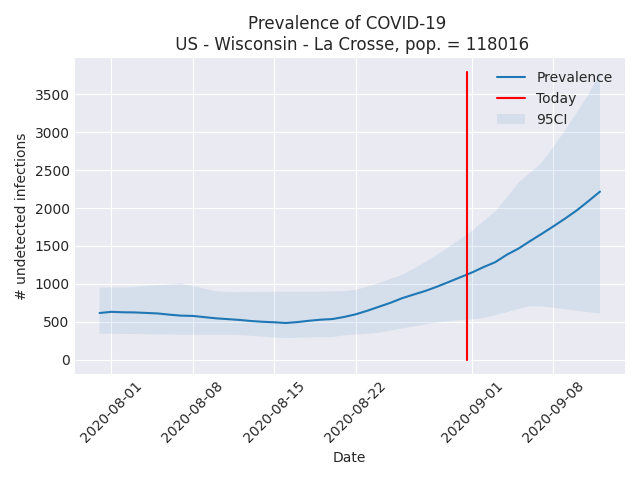 Prevalence of COVID-19
US - Wisconsin - La Crosse, pop. = 118016
Prevalence
Today
95CI
# undetected infections
3500
3000
2500
2000
1500
1000
500
0
2020-08-01
2020-08-08
2020-08-15
2020-08-22
2020-09-01
2020-09-08
Date